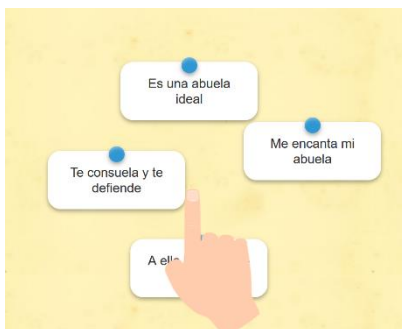 Es una abuela
ideal
Me encanta mi
abuela
Te consuela y te
defiende
A ella